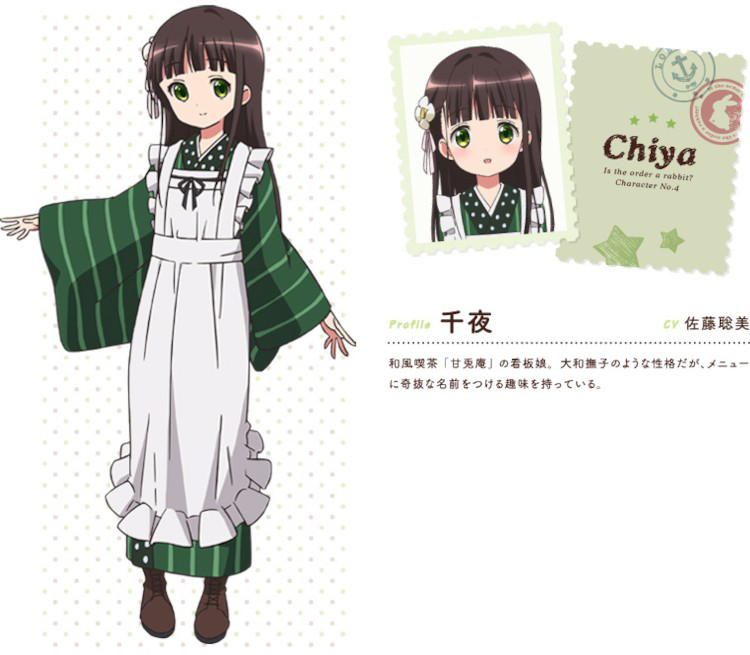 Chiya
Is the order a rabbit?
Character No.4
Profile 千夜
CV 佐藤聡美
和風喫茶「甘兎庵」の看板娘。大和撫子のような性格だが、メニュー
に奇抜な名前をつける趣味を持っている。